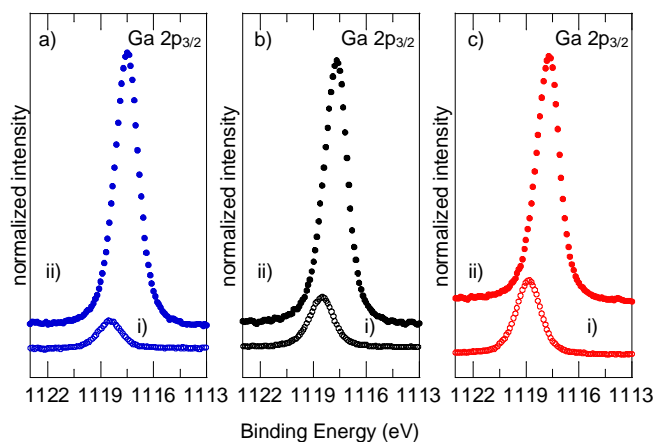 a)
Ga 2p3/2
normalized intensity
ii)
i)
1122 1119 1116 1113
b)
Ga 2p3/2
normalized intensity
ii)
i)
1122 1119 1116 1113
c)
Ga 2p3/2
normalized intensity
ii)
i)
1122 1119 1116 1113
Binding Energy (eV)